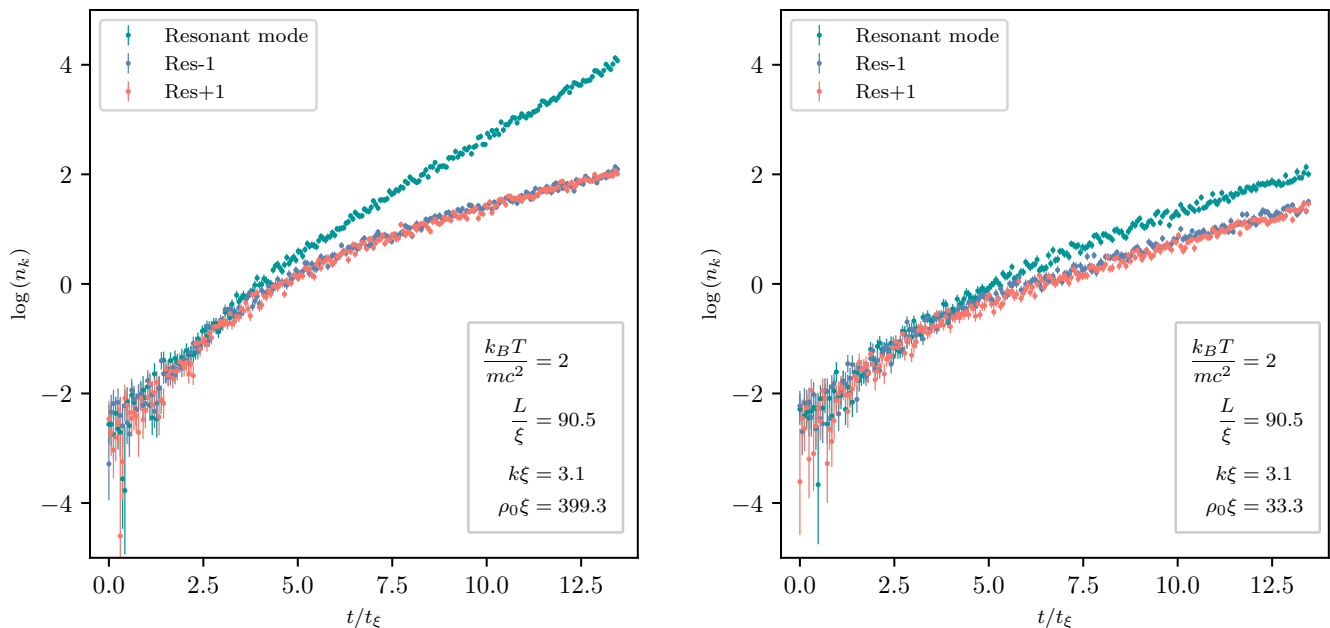 log (n_k)
4
2
0
−2
−4
Resonant mode
Res-1
Res+1
k_B T / mc² = 2
L / ξ = 90.5
kξ = 3.1
ρ₀ξ = 399.3
0.0 2.5 5.0 7.5 10.0 12.5
t/t_ξ
log (n_k)
4
2
0
−2
−4
Resonant mode
Res-1
Res+1
k_B T / mc² = 2
L / ξ = 90.5
kξ = 3.1
ρ₀ξ = 33.3
0.0 2.5 5.0 7.5 10.0 12.5
t/t_ξ